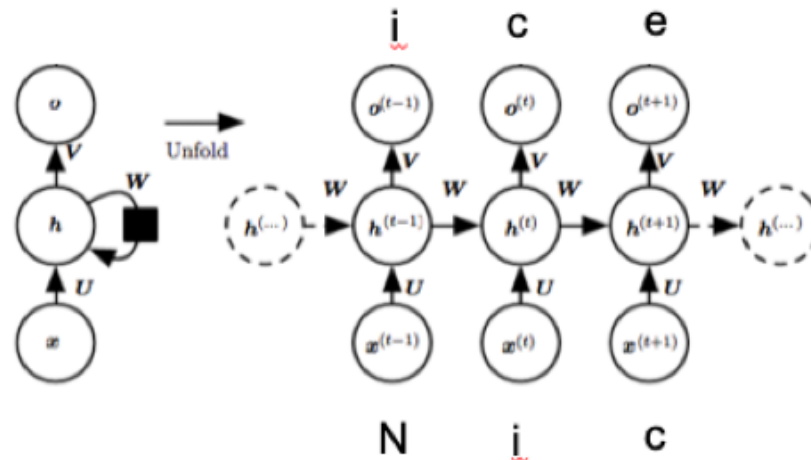 i c e
o o^(t−1) o^(t) o^(t+1)
Unfold
V V V V
W W W W W
h h^(...) h^(t−1) h^(t) h^(t+1) h^(...)
U U U U
x x^(t−1) x^(t) x^(t+1)
N i c